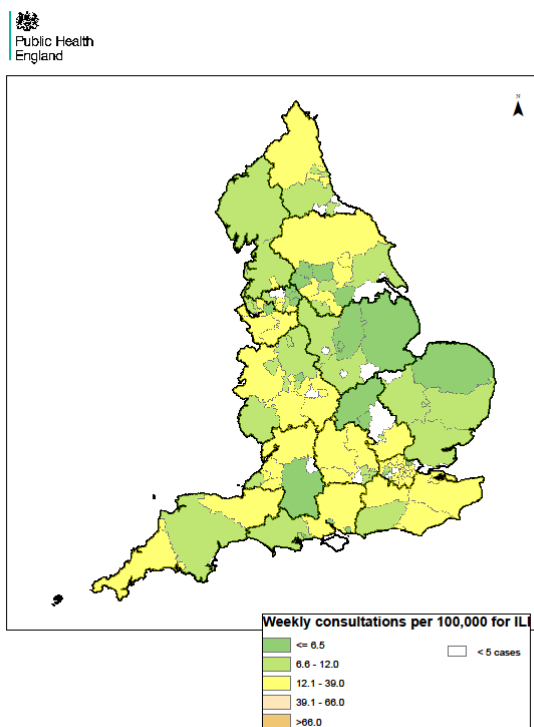 Public Health
England
N
Weekly consultations per 100,000 for ILI
<= 6.5
< 5 cases
6.6 - 12.0
12.1 - 39.0
39.1 - 66.0
>66.0